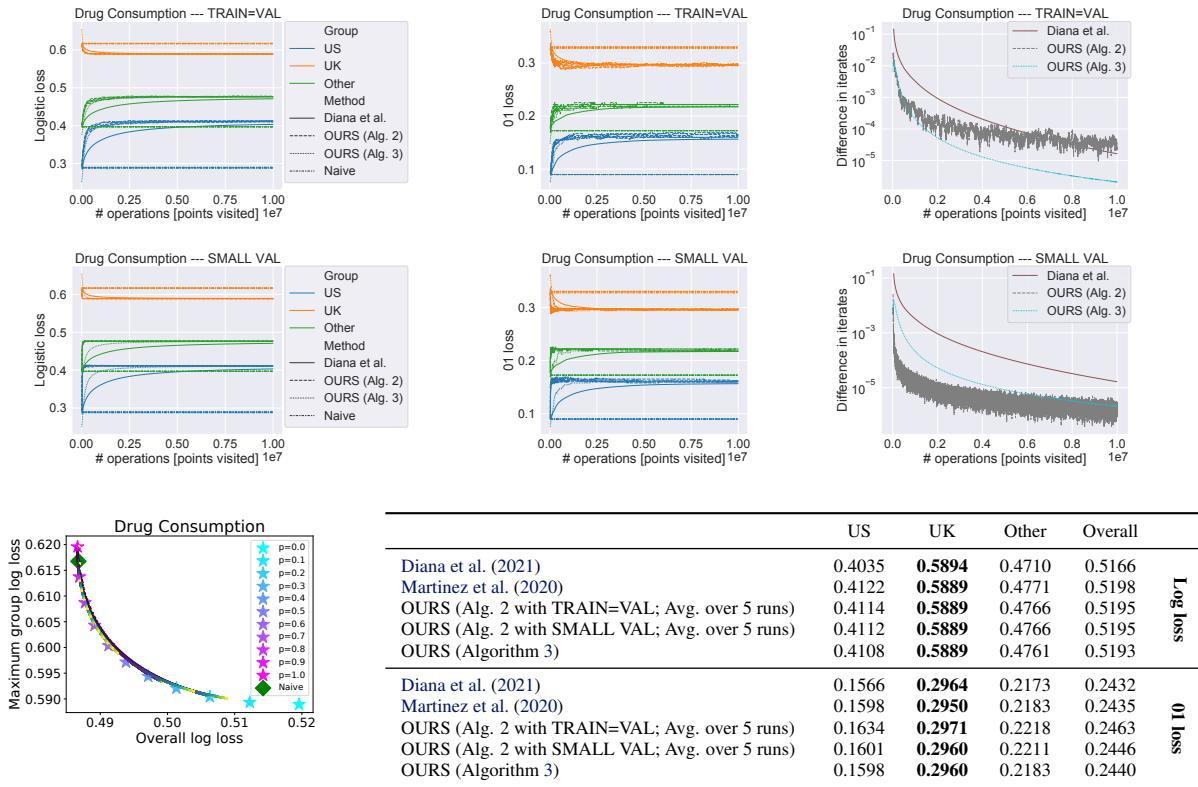 Drug Consumption --- TRAIN=VAL
Logistic loss
0.6
0.5
0.4
0.3
0.00 0.25 0.50 0.75 1.00
# operations [points visited] 1e7
Group
US
UK
Other
Method
Diana et al.
OURS (Alg. 2)
OURS (Alg. 3)
Naive
Drug Consumption --- TRAIN=VAL
01 loss
0.3
0.2
0.1
0.00 0.25 0.50 0.75 1.00
# operations [points visited] 1e7
Drug Consumption --- TRAIN=VAL
Difference in iterates
10−1
10−2
10−3
10−4
10−5
0.0 0.2 0.4 0.6 0.8 1.0
# operations [points visited] 1e7
Diana et al.
OURS (Alg. 2)
OURS (Alg. 3)
Drug Consumption --- SMALL VAL
Logistic loss
0.6
0.5
0.4
0.3
0.00 0.25 0.50 0.75 1.00
# operations [points visited] 1e7
Group
US
UK
Other
Method
Diana et al.
OURS (Alg. 2)
OURS (Alg. 3)
Naive
Drug Consumption --- SMALL VAL
01 loss
0.3
0.2
0.1
0.00 0.25 0.50 0.75 1.00
# operations [points visited] 1e7
Drug Consumption --- SMALL VAL
Difference in iterates
10−1
10−3
10−5
0.0 0.2 0.4 0.6 0.8 1.0
# operations [points visited] 1e7
Diana et al.
OURS (Alg. 2)
OURS (Alg. 3)
Drug Consumption
Maximum group log loss
0.620
0.615
0.610
0.605
0.600
0.595
0.590
0.49 0.50 0.51 0.52
Overall log loss
p=0.0
p=0.1
p=0.2
p=0.3
p=0.4
p=0.5
p=0.6
p=0.7
p=0.8
p=0.9
p=1.0
Naive
US UK Other Overall
Diana et al. (2021) 0.4035 0.5894 0.4710 0.5166
Martinez et al. (2020) 0.4122 0.5889 0.4771 0.5198
OURS (Alg. 2 with TRAIN=VAL; Avg. over 5 runs) 0.4114 0.5889 0.4766 0.5195
OURS (Alg. 2 with SMALL VAL; Avg. over 5 runs) 0.4112 0.5889 0.4766 0.5195
OURS (Algorithm 3) 0.4108 0.5889 0.4761 0.5193
Log loss
Diana et al. (2021) 0.1566 0.2964 0.2173 0.2432
Martinez et al. (2020) 0.1598 0.2950 0.2183 0.2435
OURS (Alg. 2 with TRAIN=VAL; Avg. over 5 runs) 0.1634 0.2971 0.2218 0.2463
OURS (Alg. 2 with SMALL VAL; Avg. over 5 runs) 0.1601 0.2960 0.2211 0.2446
OURS (Algorithm 3) 0.1598 0.2960 0.2183 0.2440
01 loss